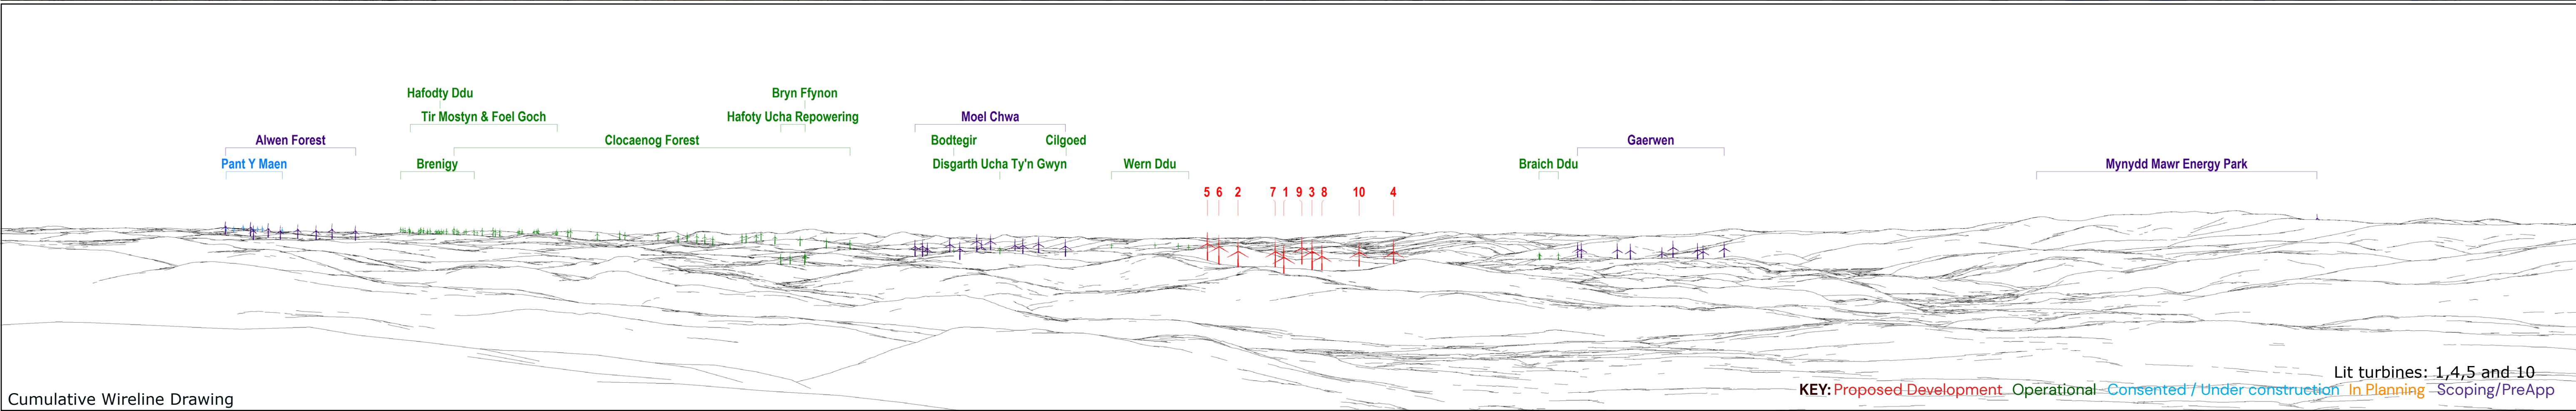 Hafodty Ddu
Bryn Ffynon
Tir Mostyn & Foel Goch
Hafoty Ucha Repowering
Moel Chwa
Alwen Forest
Clocaenog Forest
Bodtegir
Cilgoed
Gaerwen
Pant Y Maen
Brenigy
Disgarth Ucha Ty'n Gwyn
Wern Ddu
Braich Ddu
Mynydd Mawr Energy Park
5 6 2 7 1 9 3 8 10 4
Lit turbines: 1,4,5 and 10
KEY: Proposed Development Operational Consented / Under construction In Planning Scoping/PreApp
Cumulative Wireline Drawing